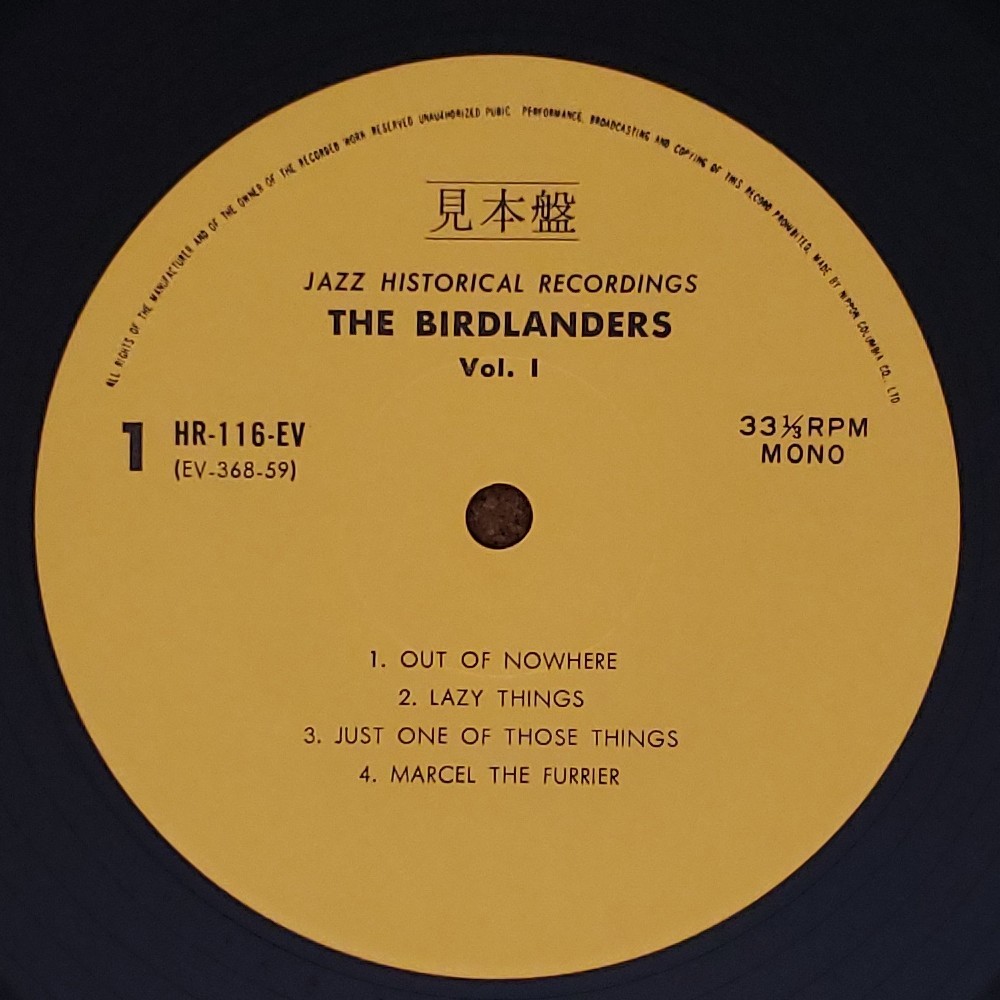 ALL RIGHTS OF THE MANUFACTURER AND OF THE OWNER OF THE RECORDED WORK RESERVED UNAUTHORIZED PUBIC PERFORMANCE, BROADCASTING AND COPYING OF THIS RECORD PROHIBITED, MADE BY NIPPON COLUMBIA CO., LTD
見本盤
JAZZ HISTORICAL RECORDINGS
THE BIRDLANDERS
Vol. I
1 HR-116-EV
(EV-368-59)
33⅓RPM
MONO
1. OUT OF NOWHERE
2. LAZY THINGS
3. JUST ONE OF THOSE THINGS
4. MARCEL THE FURRIER